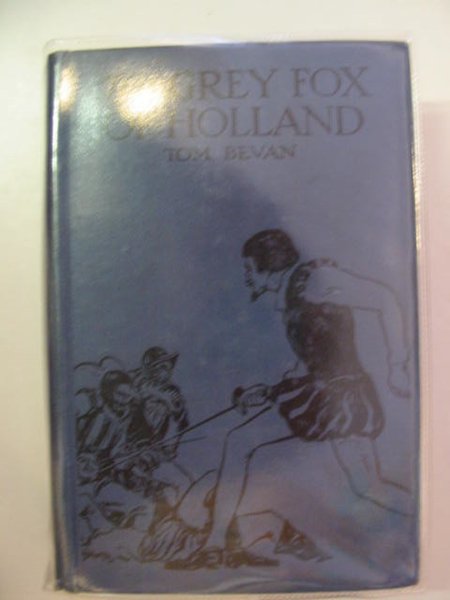 GREY FOX
OF HOLLAND
TOM BEVAN